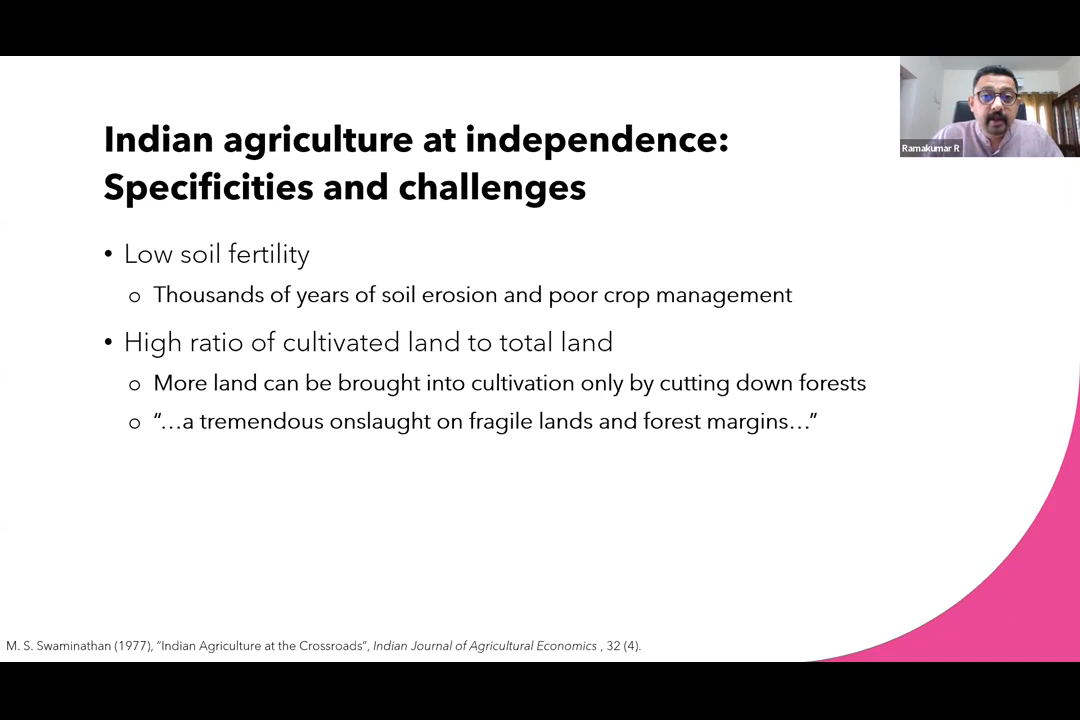 Indian agriculture at independence:
Specificities and challenges
• Low soil fertility
o Thousands of years of soil erosion and poor crop management
• High ratio of cultivated land to total land
o More land can be brought into cultivation only by cutting down forests
o “…a tremendous onslaught on fragile lands and forest margins…”
Ramakumar R
M. S. Swaminathan (1977), “Indian Agriculture at the Crossroads”, Indian Journal of Agricultural Economics , 32 (4).